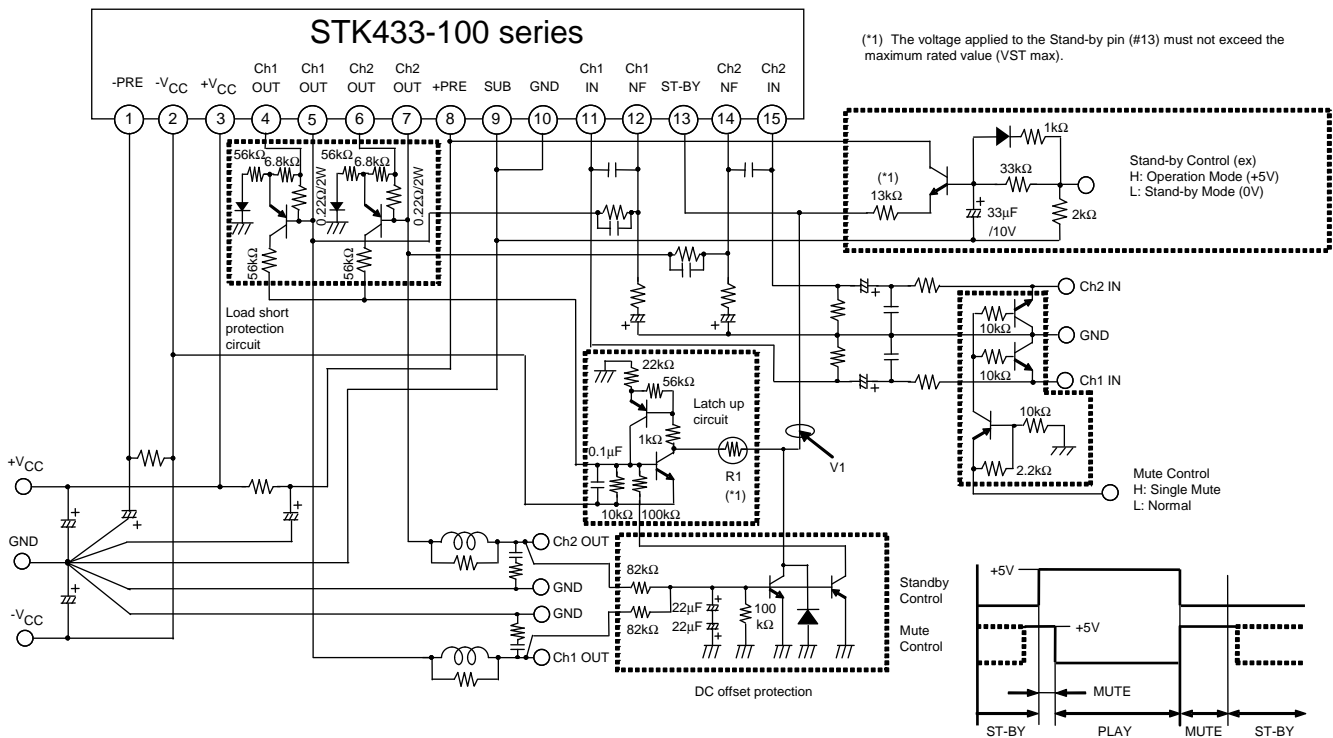 STK433-100 series
(*1) The voltage applied to the Stand-by pin (#13) must not exceed the
maximum rated value (VST max).
-PRE
-VCC
+VCC
Ch1
OUT
Ch1
OUT
Ch2
OUT
Ch2
OUT
+PRE
SUB
GND
Ch1
IN
Ch1
NF
ST-BY
Ch2
NF
Ch2
IN
1
2
3
4
5
6
7
8
9
10
11
12
13
14
15
56kΩ
6.8kΩ
0.22Ω/2W
56kΩ
56kΩ
6.8kΩ
0.22Ω/2W
56kΩ
Load short
protection
circuit
1kΩ
33kΩ
(*1)
13kΩ
+
33µF
/10V
2kΩ
Stand-by Control (ex)
H: Operation Mode (+5V)
L: Stand-by Mode (0V)
+
+
+
+
Ch2 IN
GND
Ch1 IN
10kΩ
10kΩ
10kΩ
2.2kΩ
Mute Control
H: Single Mute
L: Normal
22kΩ
56kΩ
Latch up
circuit
1kΩ
0.1µF
R1
(*1)
10kΩ
100kΩ
V1
+VCC
GND
-VCC
+
+
+
+
Ch2 OUT
GND
GND
Ch1 OUT
82kΩ
82kΩ
22µF
+
22µF
+
100
kΩ
DC offset protection
Standby
Control
Mute
Control
+5V
+5V
MUTE
ST-BY
PLAY
MUTE
ST-BY